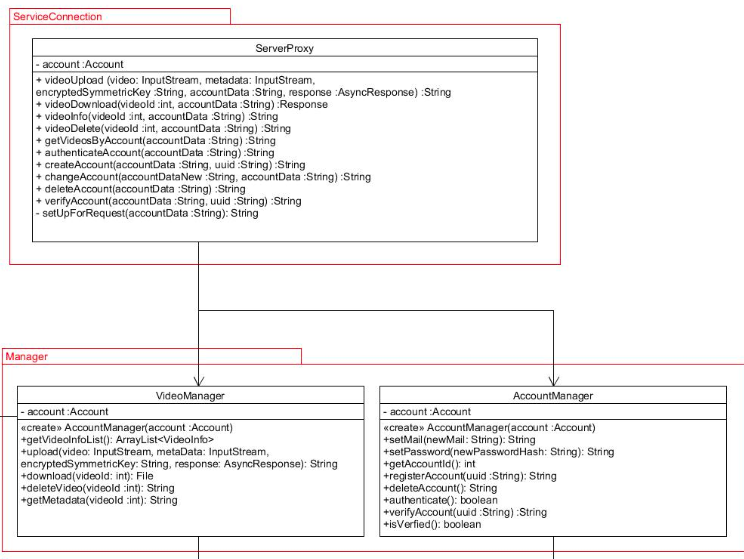 ServiceConnection
ServerProxy
- account :Account
+ videoUpload (video: InputStream, metadata: InputStream,
encryptedSymmetricKey :String, accountData :String, response :AsyncResponse) :String
+ videoDownload(videoId :int, accountData :String) :Response
+ videoInfo(videoId :int, accountData :String) :String
+ videoDelete(videoId :int, accountData :String) :String
+ getVideosByAccount(accountData :String) :String
+ authenticateAccount(accountData :String) :String
+ createAccount(accountData :String, uuid :String) :String
+ changeAccount(accountDataNew :String, accountData :String) :String
+ deleteAccount(accountData :String) :String
+ verifyAccount(accountData :String, uuid :String) :String
- setUpForRequest(accountData :String): String
Manager
VideoManager
- account :Account
«create» AccountManager(account :Account)
+getVideoInfoList(): ArrayList<VideoInfo>
+upload(video: InputStream, metaData: InputStream,
encryptedSymmetricKey: String, response: AsyncResponse): String
+download(videoId: int): File
+deleteVideo(videoId :int): String
+getMetadata(videoId :int): String
AccountManager
- account :Account
«create» AccountManager(account :Account)
+setMail(newMail: String): String
+setPassword(newPasswordHash: String): String
+getAccountId(): int
+registerAccount(uuid :String): String
+deleteAccount(): String
+authenticate(): boolean
+verifyAccount(uuid :String) :String
+isVerfied(): boolean